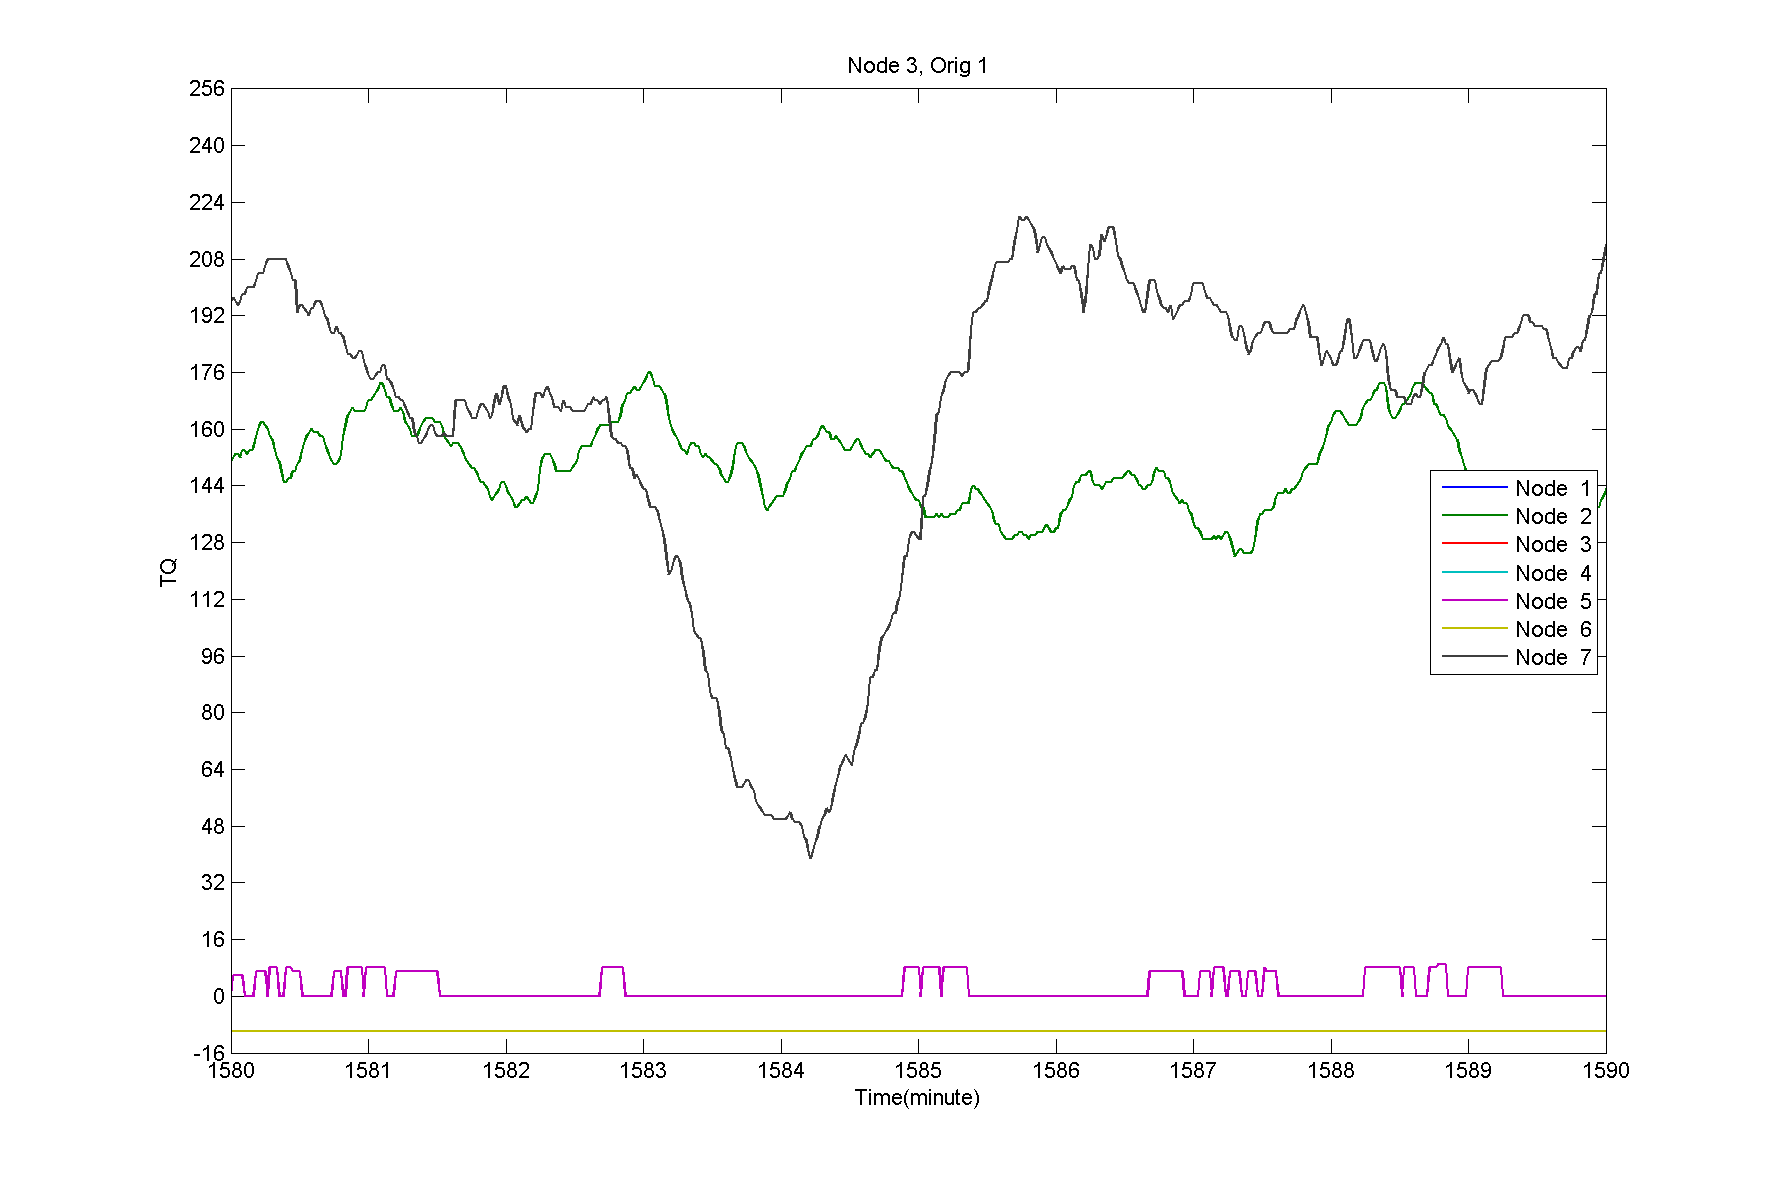 Node 3, Orig 1
256
240
224
208
192
176
160
144
128
112
96
80
64
48
32
16
0
-16
TQ
1580 1581 1582 1583 1584 1585 1586 1587 1588 1589 1590
Time(minute)
Node 1
Node 2
Node 3
Node 4
Node 5
Node 6
Node 7